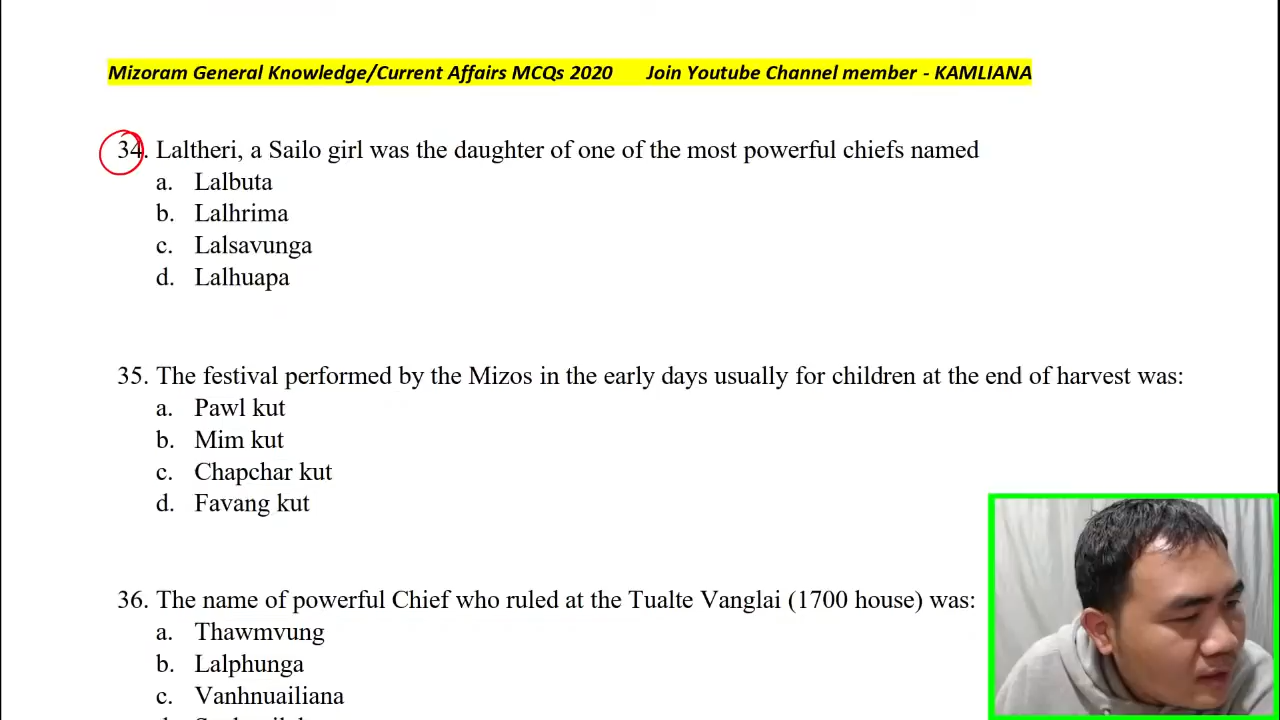 Mizoram General Knowledge/Current Affairs MCQs 2020 Join Youtube Channel member - KAMLIANA
34. Laltheri, a Sailo girl was the daughter of one of the most powerful chiefs named
a. Lalbuta
b. Lalhrima
c. Lalsavunga
d. Lalhuapa
35. The festival performed by the Mizos in the early days usually for children at the end of harvest was:
a. Pawl kut
b. Mim kut
c. Chapchar kut
d. Favang kut
36. The name of powerful Chief who ruled at the Tualte Vanglai (1700 house) was:
a. Thawmvung
b. Lalphunga
c. Vanhnuailiana